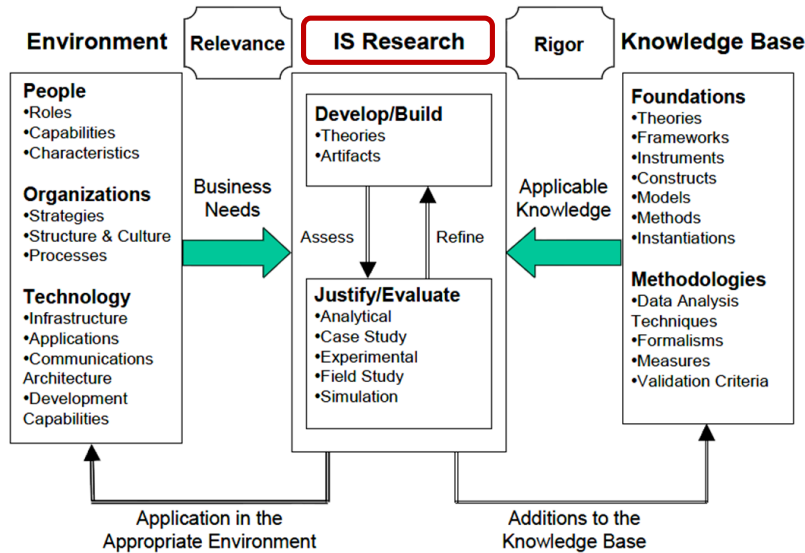 Environment
Relevance
IS Research
Rigor
Knowledge Base
People
•Roles
•Capabilities
•Characteristics
Organizations
•Strategies
•Structure & Culture
•Processes
Technology
•Infrastructure
•Applications
•Communications
Architecture
•Development
Capabilities
Business
Needs
Develop/Build
•Theories
•Artifacts
Assess
Refine
Justify/Evaluate
•Analytical
•Case Study
•Experimental
•Field Study
•Simulation
Applicable
Knowledge
Foundations
•Theories
•Frameworks
•Instruments
•Constructs
•Models
•Methods
•Instantiations
Methodologies
•Data Analysis
Techniques
•Formalisms
•Measures
•Validation Criteria
Application in the
Appropriate Environment
Additions to the
Knowledge Base